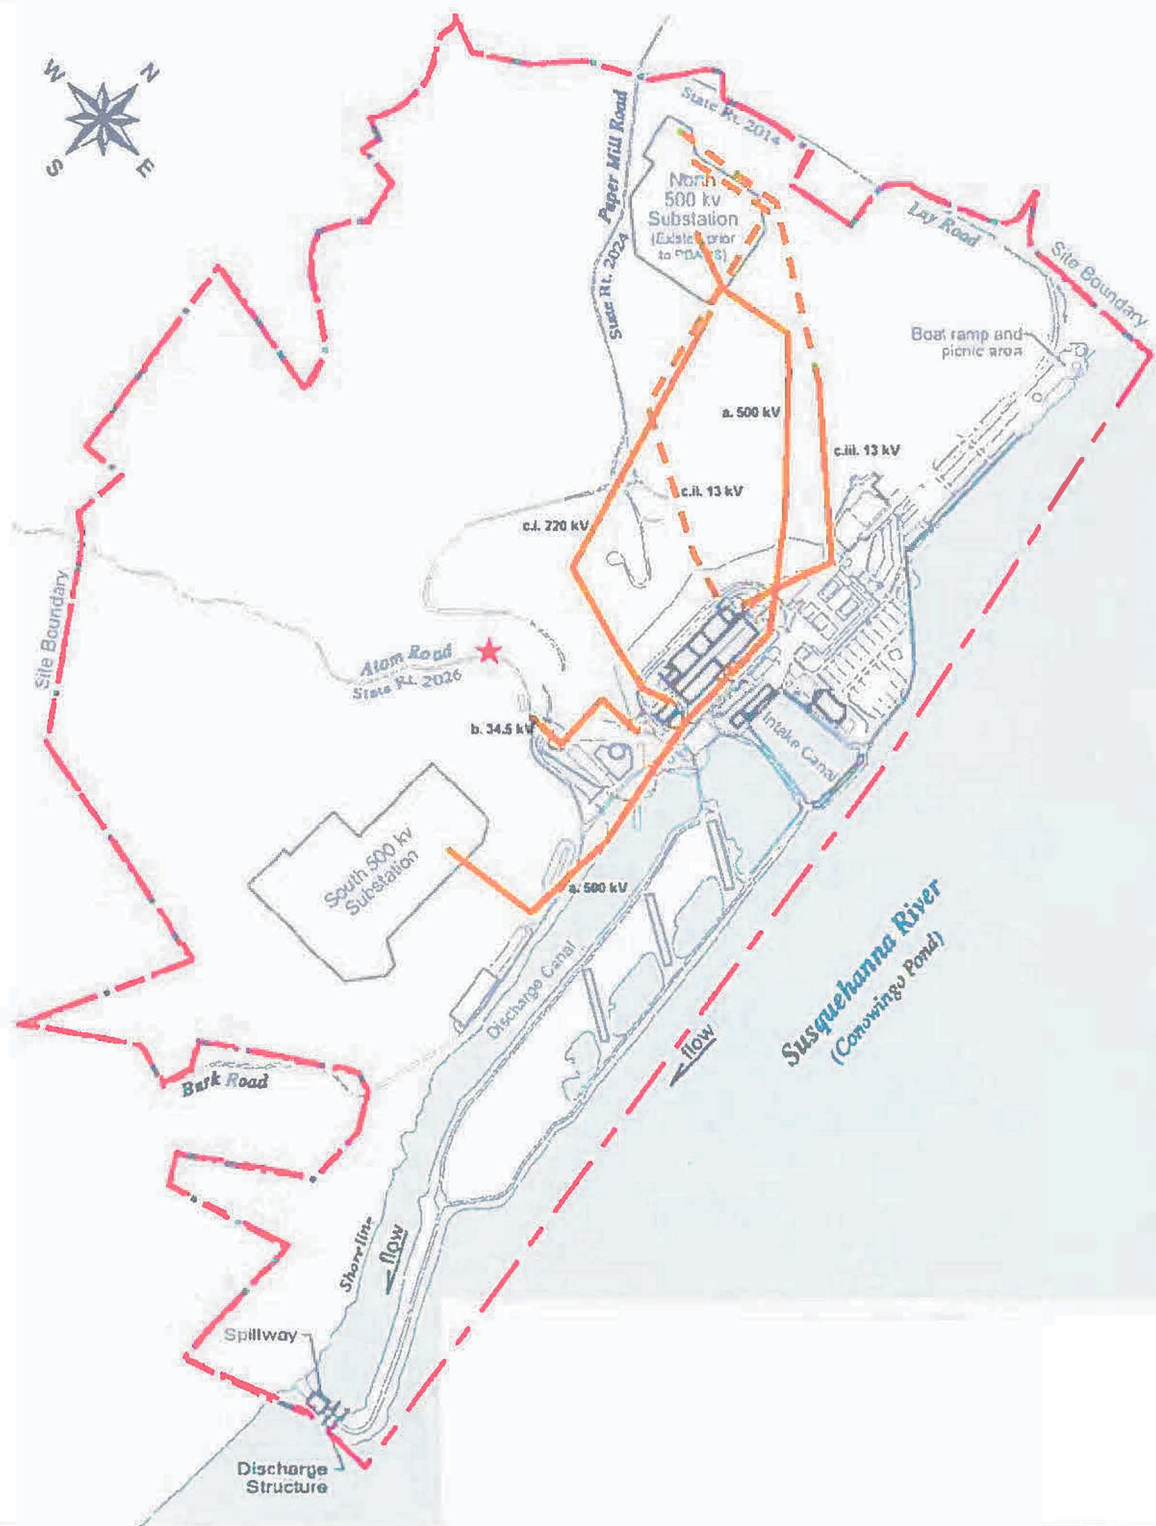 W
N
S
E
Paper Mill Road
State Rt. 2024
State Rt. 2014
North
500 kv
Substation
to
Lay Road
Site Boundary
Boat ramp and
picnic area
a. 500 kV
c.iii. 13 kV
c.ii. 13 kV
c.i. 220 kV
Site Boundary
Atom Road
State Rt. 2026
b. 34.5 kV
Intake Canal
South 500 kv
Substation
a. 500 kV
Discharge Canal
Susquehanna River
(Conowingo Pond)
flow
Burk Road
Shoreline
flow
Spillway
Discharge
Structure